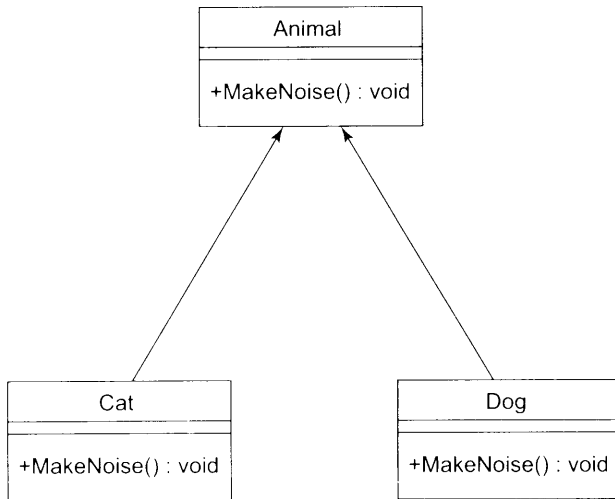 Animal
+MakeNoise() : void
Cat
Dog
+MakeNoise() : void
+MakeNoise() : void